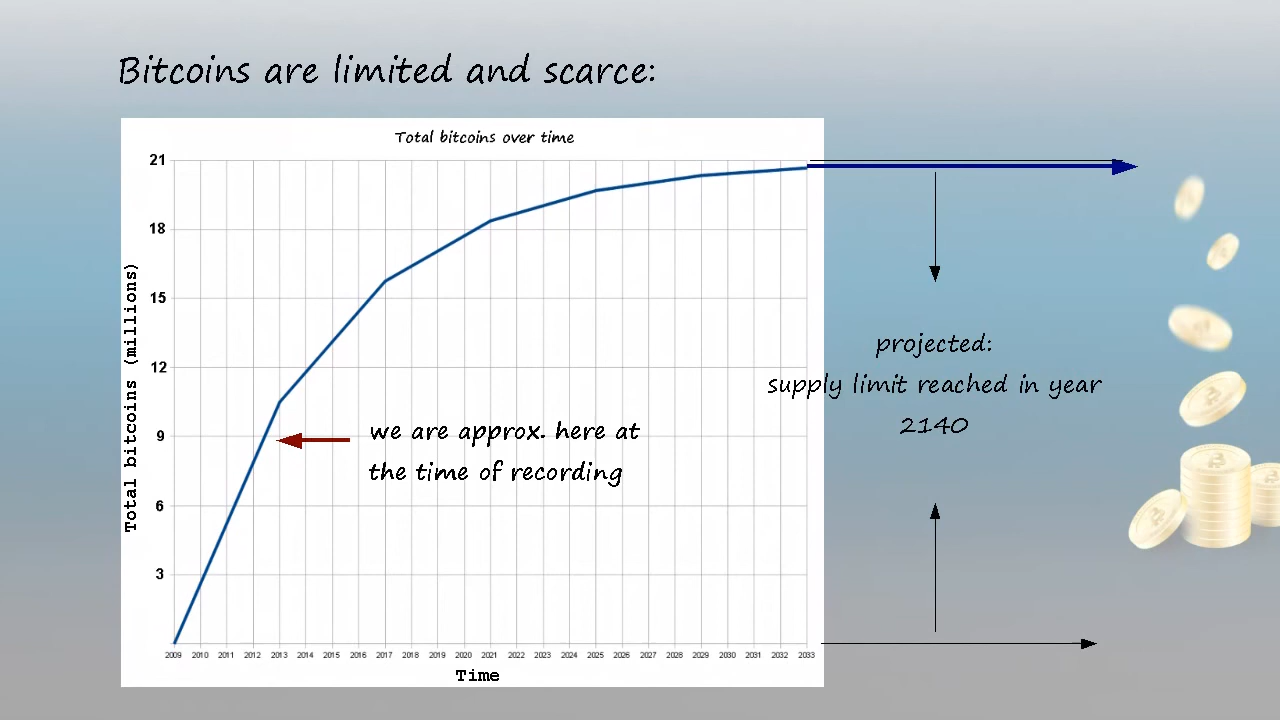 Bitcoins are limited and scarce:
Total bitcoins over time
Total bitcoins (millions)
21
18
15
12
9
6
3
we are approx. here at
the time of recording
projected:
supply limit reached in year
2140
2009 2010 2011 2012 2013 2014 2015 2016 2017 2018 2019 2020 2021 2022 2023 2024 2025 2026 2027 2028 2029 2030 2031 2032 2033
Time